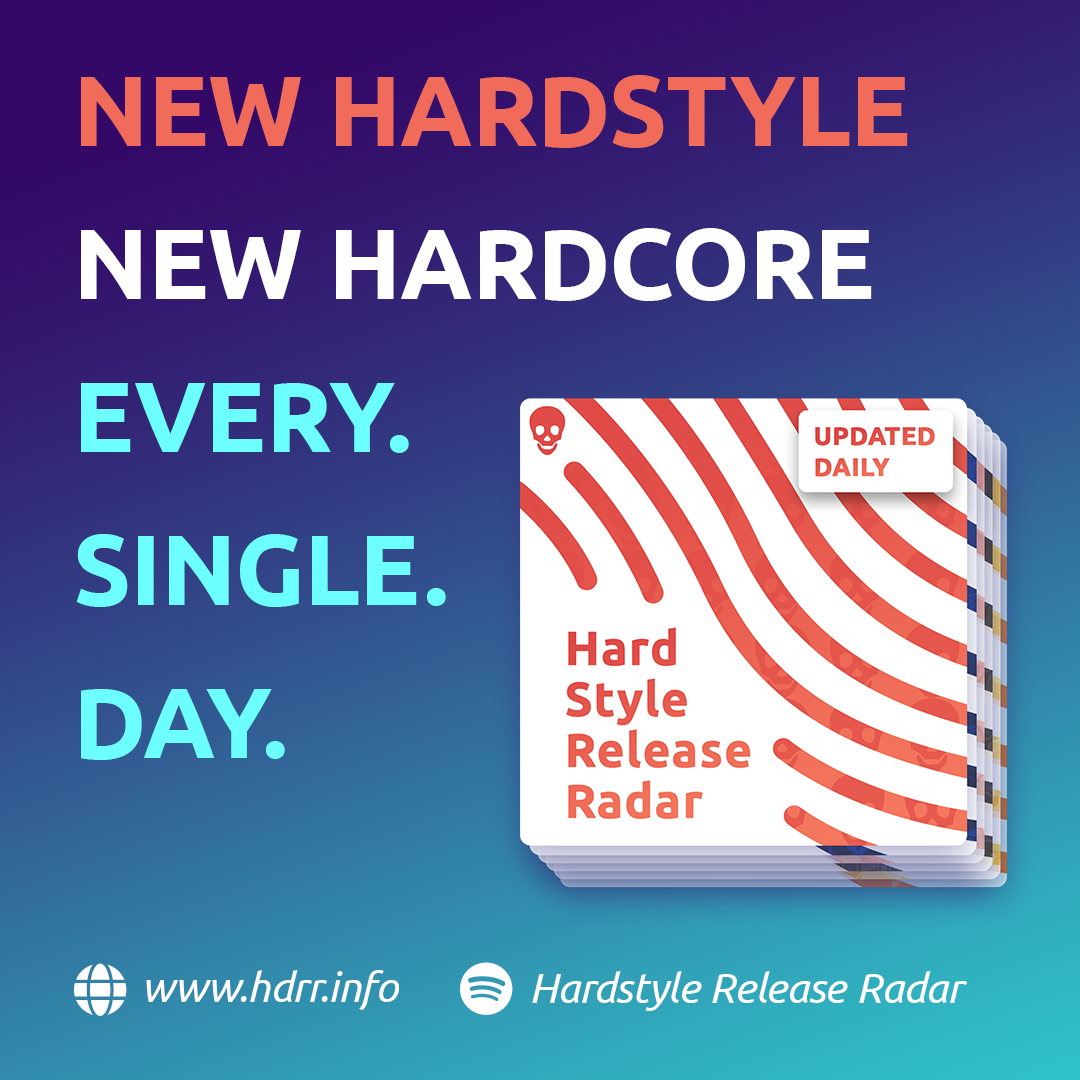 NEW HARDSTYLE
NEW HARDCORE
EVERY.
SINGLE.
DAY.
UPDATED
DAILY
Hard
Style
Release
Radar
www.hdrr.info
Hardstyle Release Radar